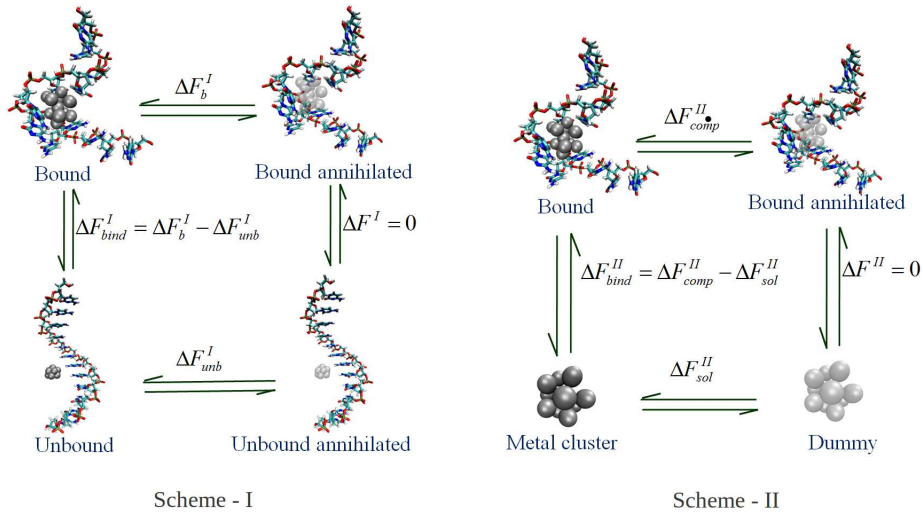 ΔF_b^I
Bound
Bound annihilated
ΔF_bind^I = ΔF_b^I − ΔF_unb^I
ΔF^I = 0
ΔF_unb^I
Unbound
Unbound annihilated
Scheme - I
ΔF_comp^II
Bound
Bound annihilated
ΔF_bind^II = ΔF_comp^II − ΔF_sol^II
ΔF^II = 0
ΔF_sol^II
Metal cluster
Dummy
Scheme - II